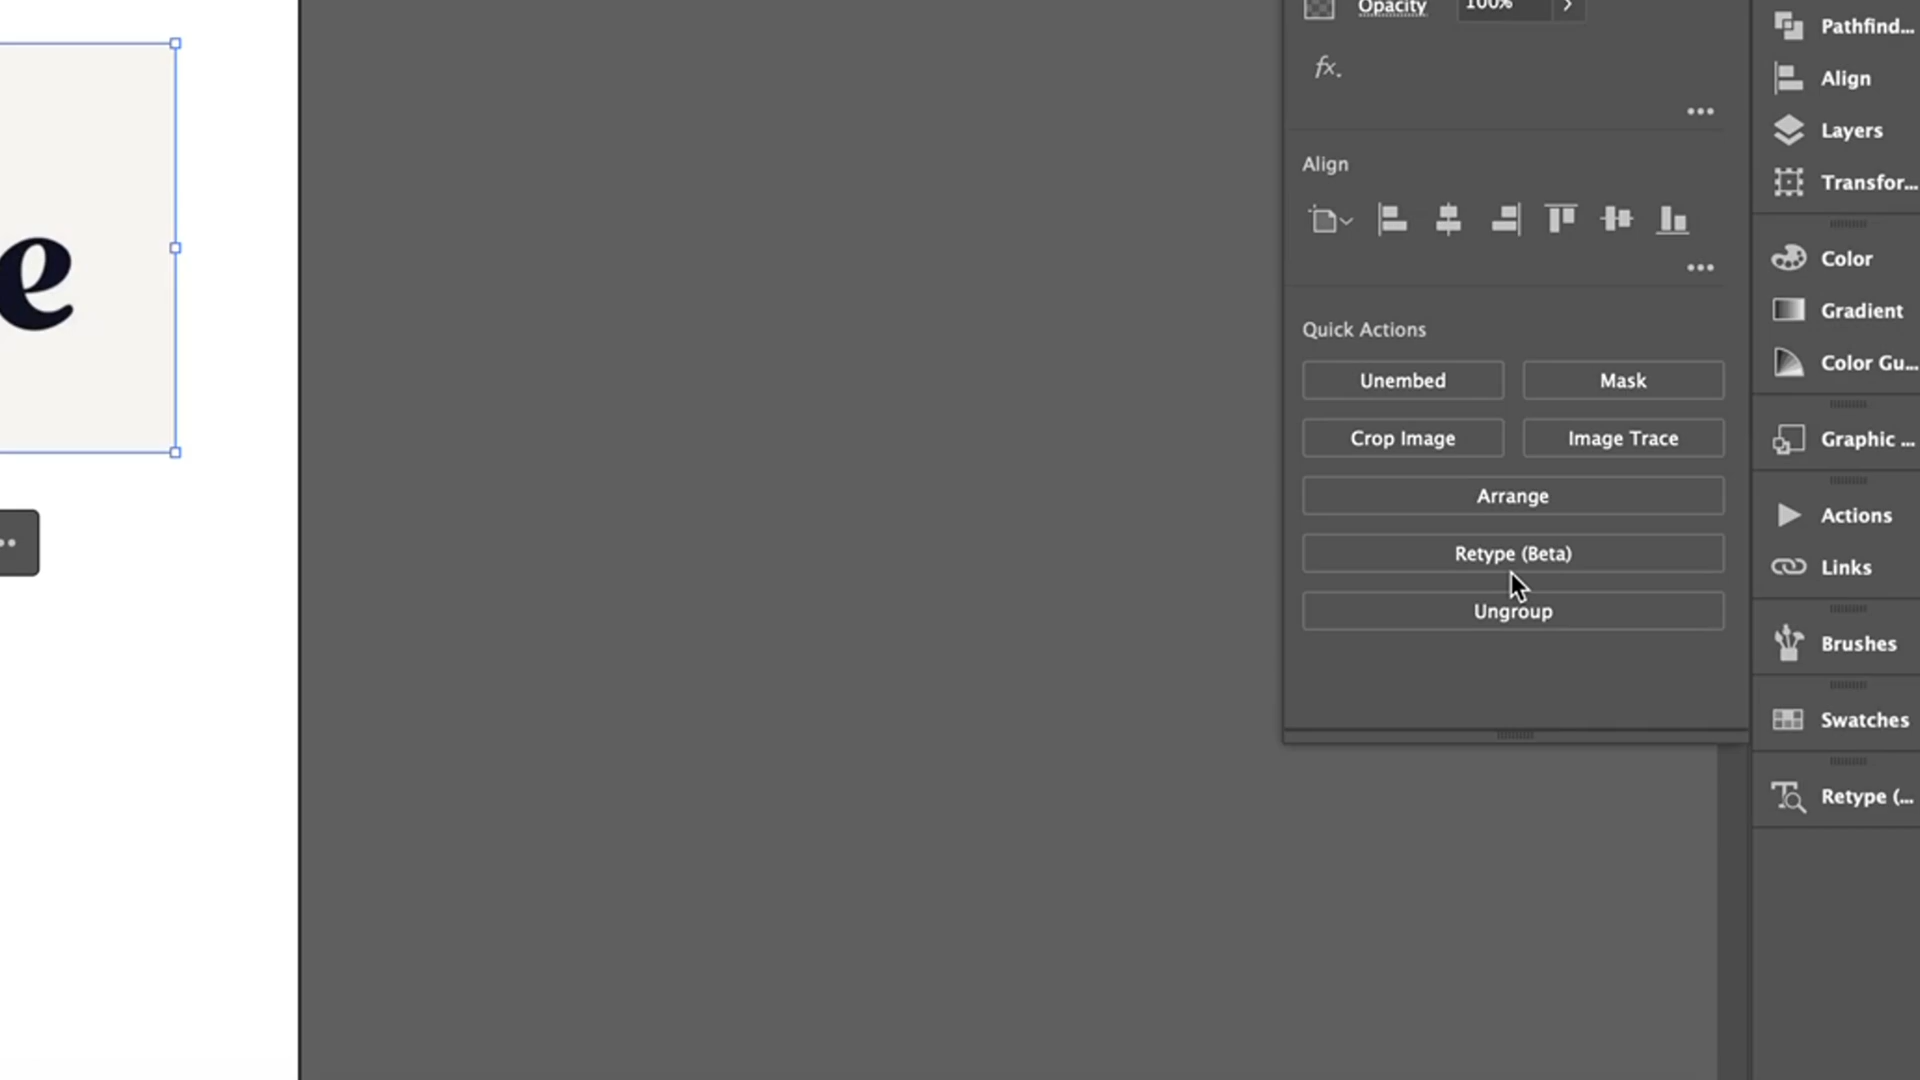 Opacity
100%
fx.
Align
Quick Actions
Unembed
Mask
Crop Image
Image Trace
Arrange
Retype (Beta)
Ungroup
e
Pathfind...
Align
Layers
Transfor...
Color
Gradient
Color Gu...
Graphic ...
Actions
Links
Brushes
Swatches
Retype (...